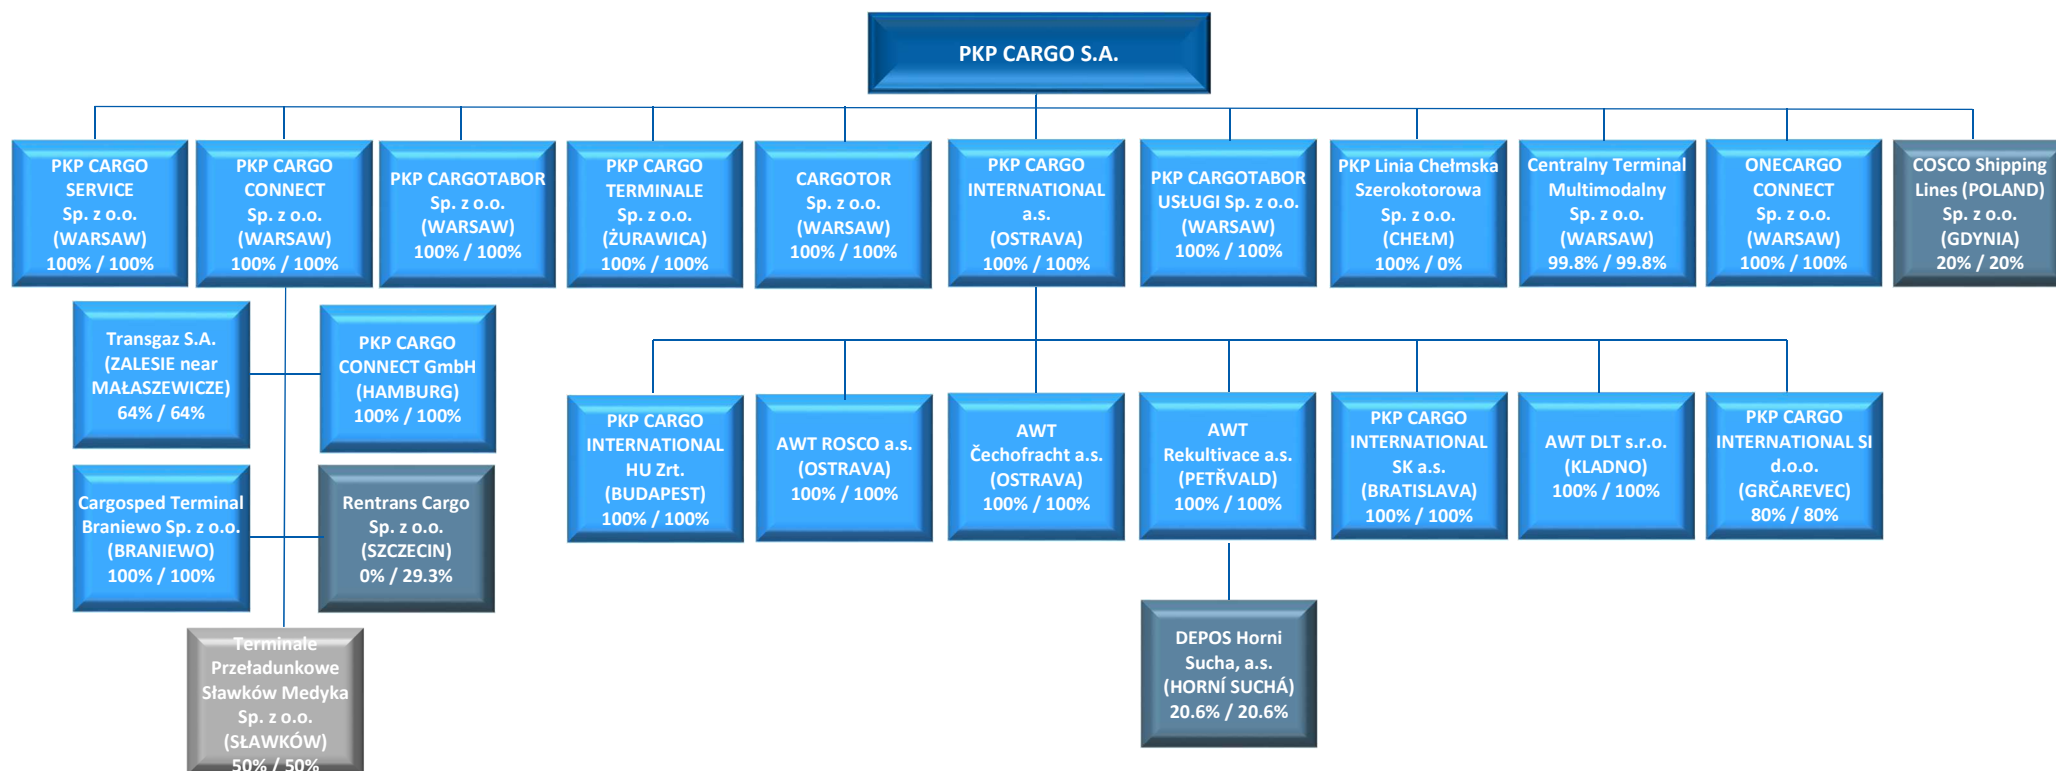 PKP CARGO S.A.
PKP CARGO
SERVICE
Sp. z o.o.
(WARSAW)
100% / 100%
PKP CARGO
CONNECT
Sp. z o.o.
(WARSAW)
100% / 100%
PKP CARGOTABOR
Sp. z o.o.
(WARSAW)
100% / 100%
PKP CARGO
TERMINALE
Sp. z o.o.
(ŻURAWICA)
100% / 100%
CARGOTOR
Sp. z o.o.
(WARSAW)
100% / 100%
PKP CARGO
INTERNATIONAL
a.s.
(OSTRAVA)
100% / 100%
PKP CARGOTABOR
USŁUGI Sp. z o.o.
(WARSAW)
100% / 100%
PKP Linia Chełmska
Szerokotorowa
Sp. z o.o.
(CHEŁM)
100% / 0%
Centralny Terminal
Multimodalny
Sp. z o.o.
(WARSAW)
99.8% / 99.8%
ONECARGO
CONNECT
Sp. z o.o.
(WARSAW)
100% / 100%
COSCO Shipping
Lines (POLAND)
Sp. z o.o.
(GDYNIA)
20% / 20%
Transgaz S.A.
(ZALESIE near
MAŁASZEWICZE)
64% / 64%
PKP CARGO
CONNECT GmbH
(HAMBURG)
100% / 100%
Cargosped Terminal
Braniewo Sp. z o.o.
(BRANIEWO)
100% / 100%
Rentrans Cargo
Sp. z o.o.
(SZCZECIN)
0% / 29.3%
Terminale
Przeładunkowe
Sławków Medyka
Sp. z o.o.
(SŁAWKÓW)
50% / 50%
PKP CARGO
INTERNATIONAL
HU Zrt.
(BUDAPEST)
100% / 100%
AWT ROSCO a.s.
(OSTRAVA)
100% / 100%
AWT
Čechofracht a.s.
(OSTRAVA)
100% / 100%
AWT
Rekultivace a.s.
(PETŘVALD)
100% / 100%
PKP CARGO
INTERNATIONAL
SK a.s.
(BRATISLAVA)
100% / 100%
AWT DLT s.r.o.
(KLADNO)
100% / 100%
PKP CARGO
INTERNATIONAL SI
d.o.o.
(GRČAREVEC)
80% / 80%
DEPOS Horni
Sucha, a.s.
(HORNÍ SUCHÁ)
20.6% / 20.6%